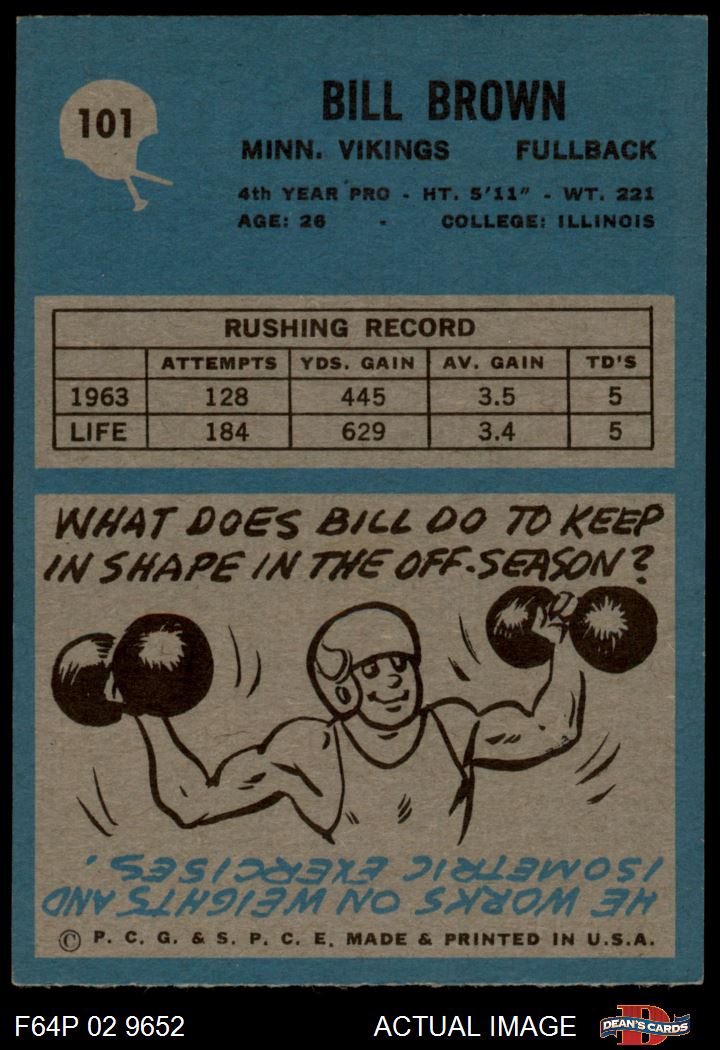 101
BILL BROWN
MINN. VIKINGS FULLBACK
4th YEAR PRO - HT. 5'11" - WT. 221
AGE: 26 - COLLEGE: ILLINOIS
RUSHING RECORD
ATTEMPTS YDS. GAIN AV. GAIN TD'S
1963 128 445 3.5 5
LIFE 184 629 3.4 5
WHAT DOES BILL DO TO KEEP
IN SHAPE IN THE OFF-SEASON?
HE WORKS ON WEIGHTS AND
ISOMETRIC EXERCISES.
© P. C. G. & S. P. C. E. MADE & PRINTED IN U.S.A.
F64P 02 9652 ACTUAL IMAGE
D
DEAN'S CARDS